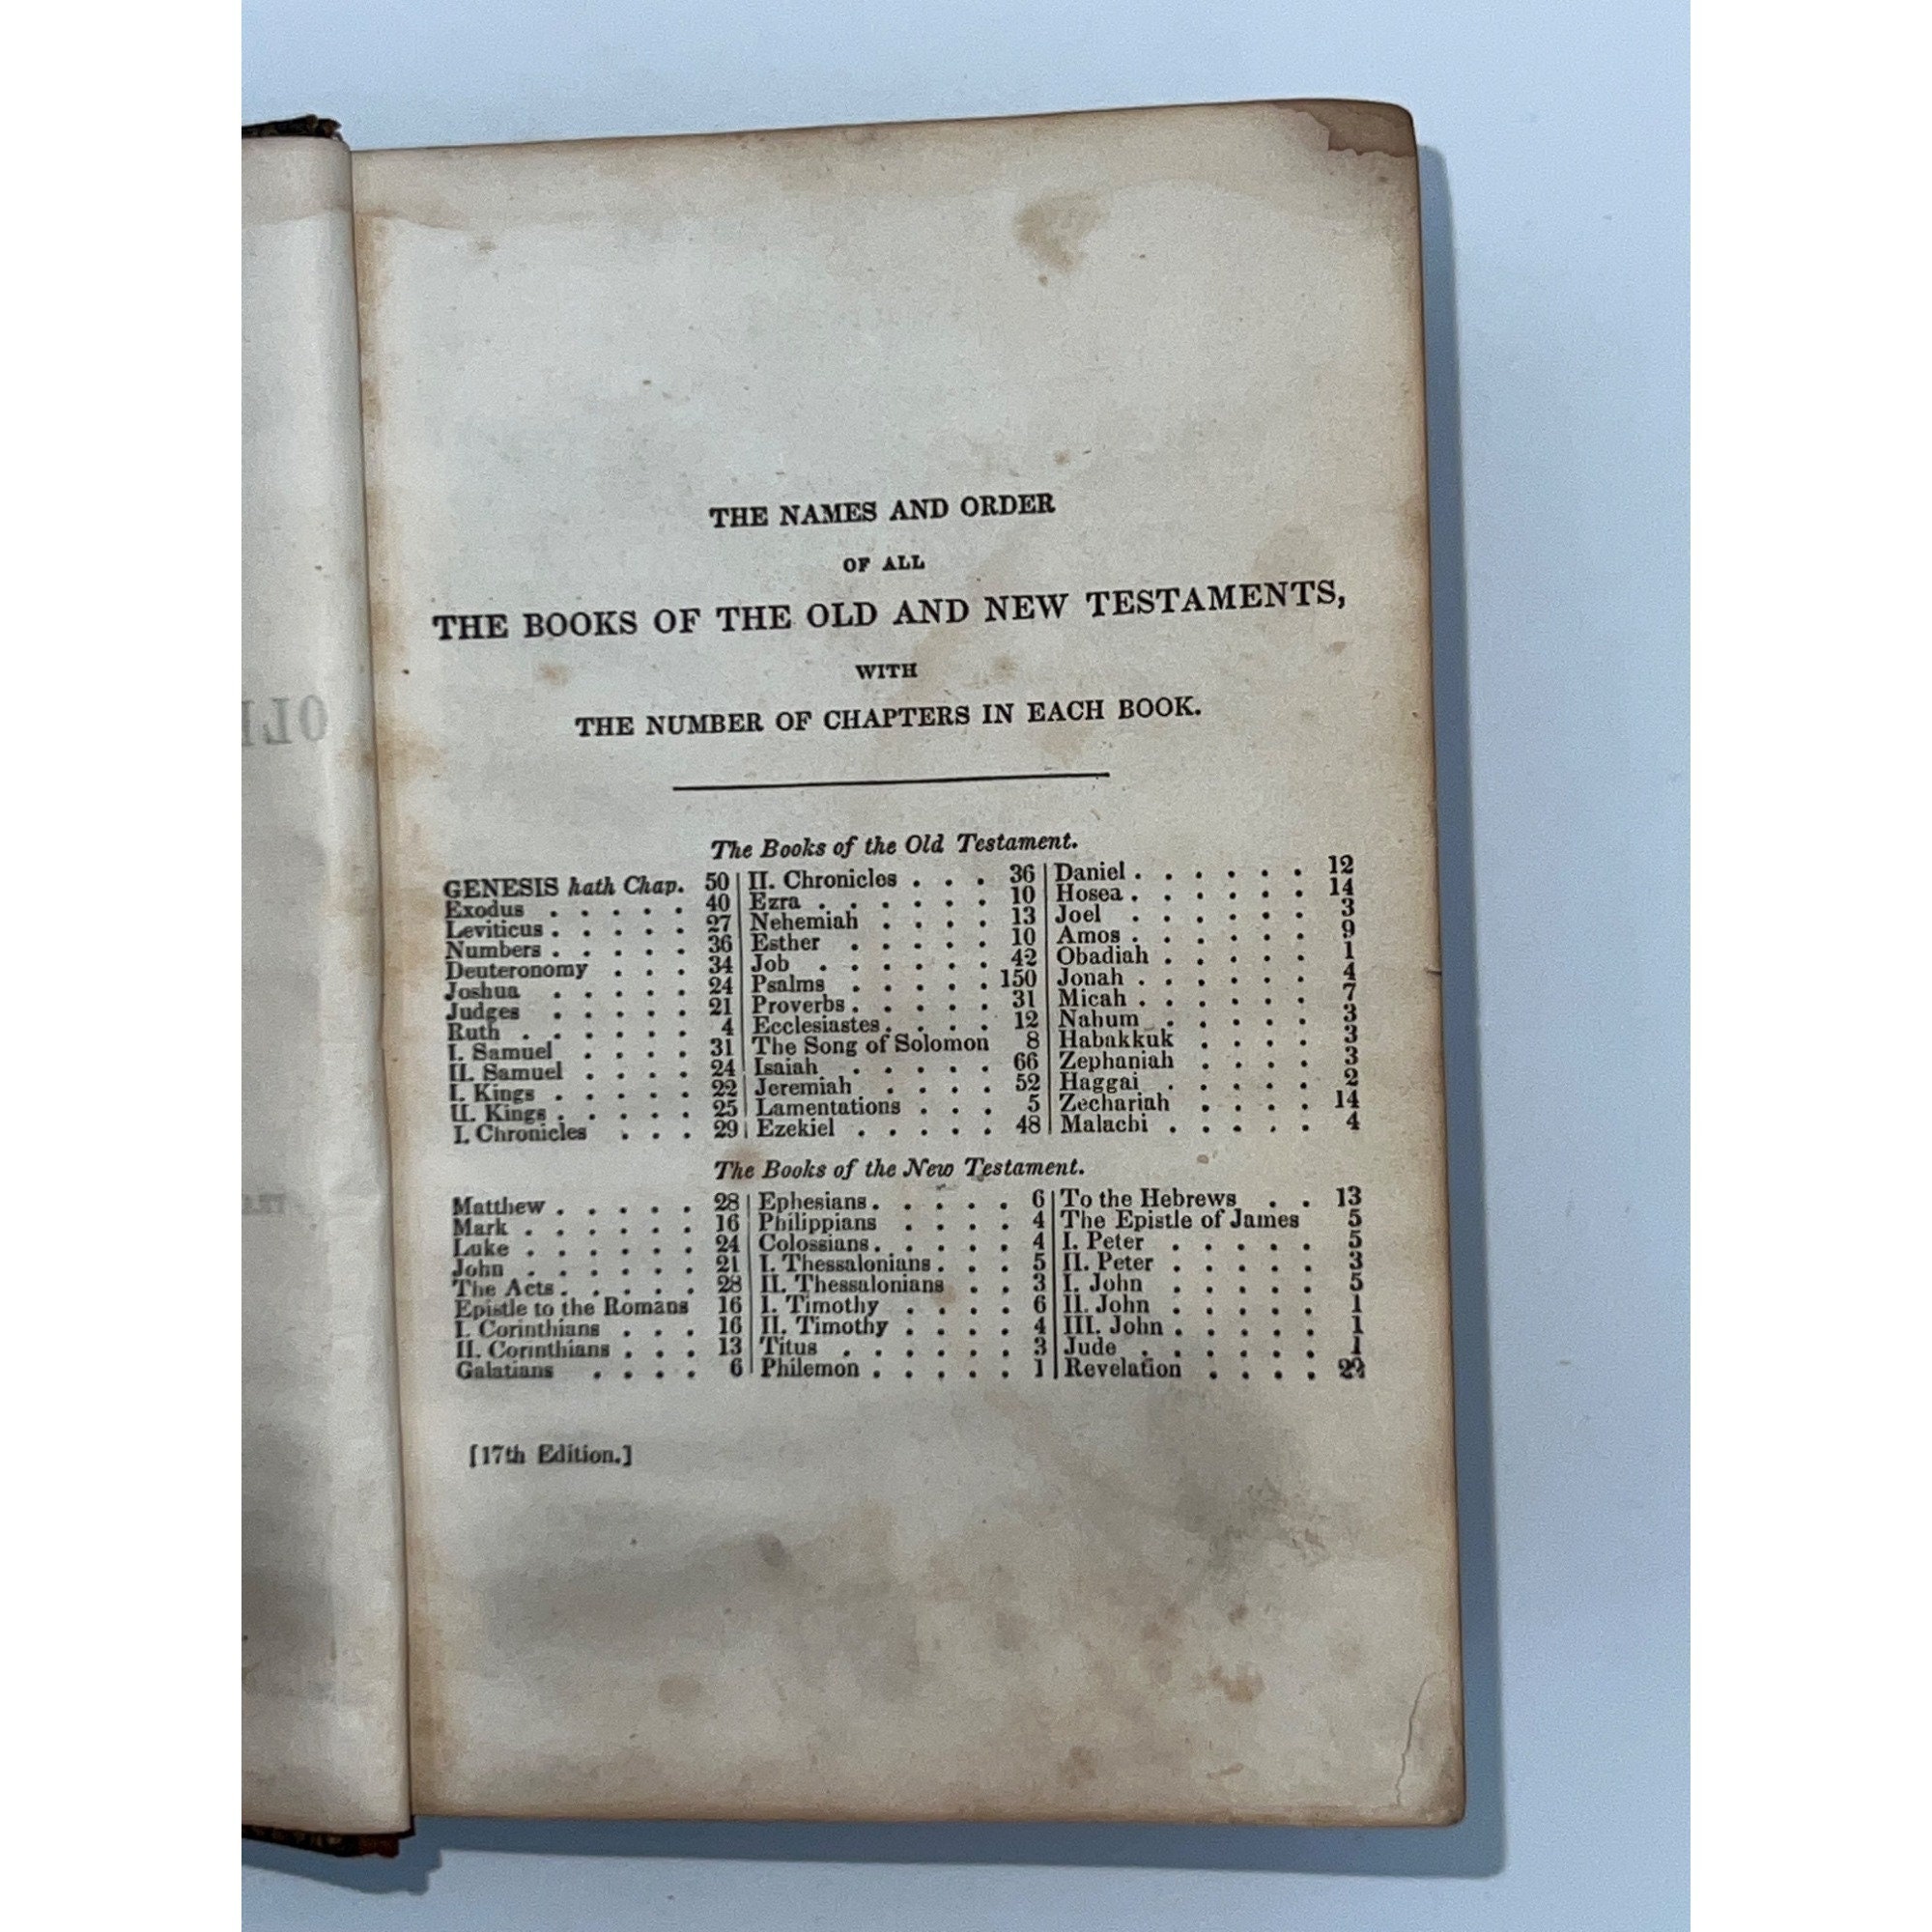 THE NAMES AND ORDER
OF ALL
THE BOOKS OF THE OLD AND NEW TESTAMENTS,
WITH
THE NUMBER OF CHAPTERS IN EACH BOOK.
The Books of the Old Testament.
GENESIS hath Chap. 50
Exodus . . . . . 40
Leviticus . . . . . 27
Numbers . . . . . 36
Deuteronomy . . . 34
Joshua . . . . . 24
Judges . . . . . 21
Ruth . . . . . . 4
I. Samuel . . . . 31
II. Samuel . . . . 24
I. Kings . . . . . 22
II. Kings . . . . . 25
I. Chronicles . . . 29
II. Chronicles . . . 36
Ezra . . . . . . 10
Nehemiah . . . . 13
Esther . . . . . 10
Job . . . . . . 42
Psalms . . . . . 150
Proverbs . . . . . 31
Ecclesiastes . . . . 12
The Song of Solomon 8
Isaiah . . . . . 66
Jeremiah . . . . 52
Lamentations . . . 5
Ezekiel . . . . . 48
Daniel . . . . . . 12
Hosea . . . . . . 14
Joel . . . . . . 3
Amos . . . . . . 9
Obadiah . . . . . 1
Jonah . . . . . . 4
Micah . . . . . . 7
Nahum . . . . . 3
Habakkuk . . . . 3
Zephaniah . . . . 3
Haggai . . . . . 2
Zechariah . . . . 14
Malachi . . . . . 4
The Books of the New Testament.
Matthew . . . . . 28
Mark . . . . . . 16
Luke . . . . . . 24
John . . . . . . 21
The Acts . . . . . 28
Epistle to the Romans 16
I. Corinthians . . . 16
II. Corinthians . . . 13
Galatians . . . . 6
Ephesians . . . . . 6
Philippians . . . . 4
Colossians . . . . . 4
I. Thessalonians . . . 5
II. Thessalonians . . 3
I. Timothy . . . . 6
II. Timothy . . . . 4
Titus . . . . . . 3
Philemon . . . . . 1
To the Hebrews . . 13
The Epistle of James 5
I. Peter . . . . . 5
II. Peter . . . . . 3
I. John . . . . . 5
II. John . . . . . 1
III. John . . . . . 1
Jude . . . . . . 1
Revelation . . . . 22
[17th Edition.]